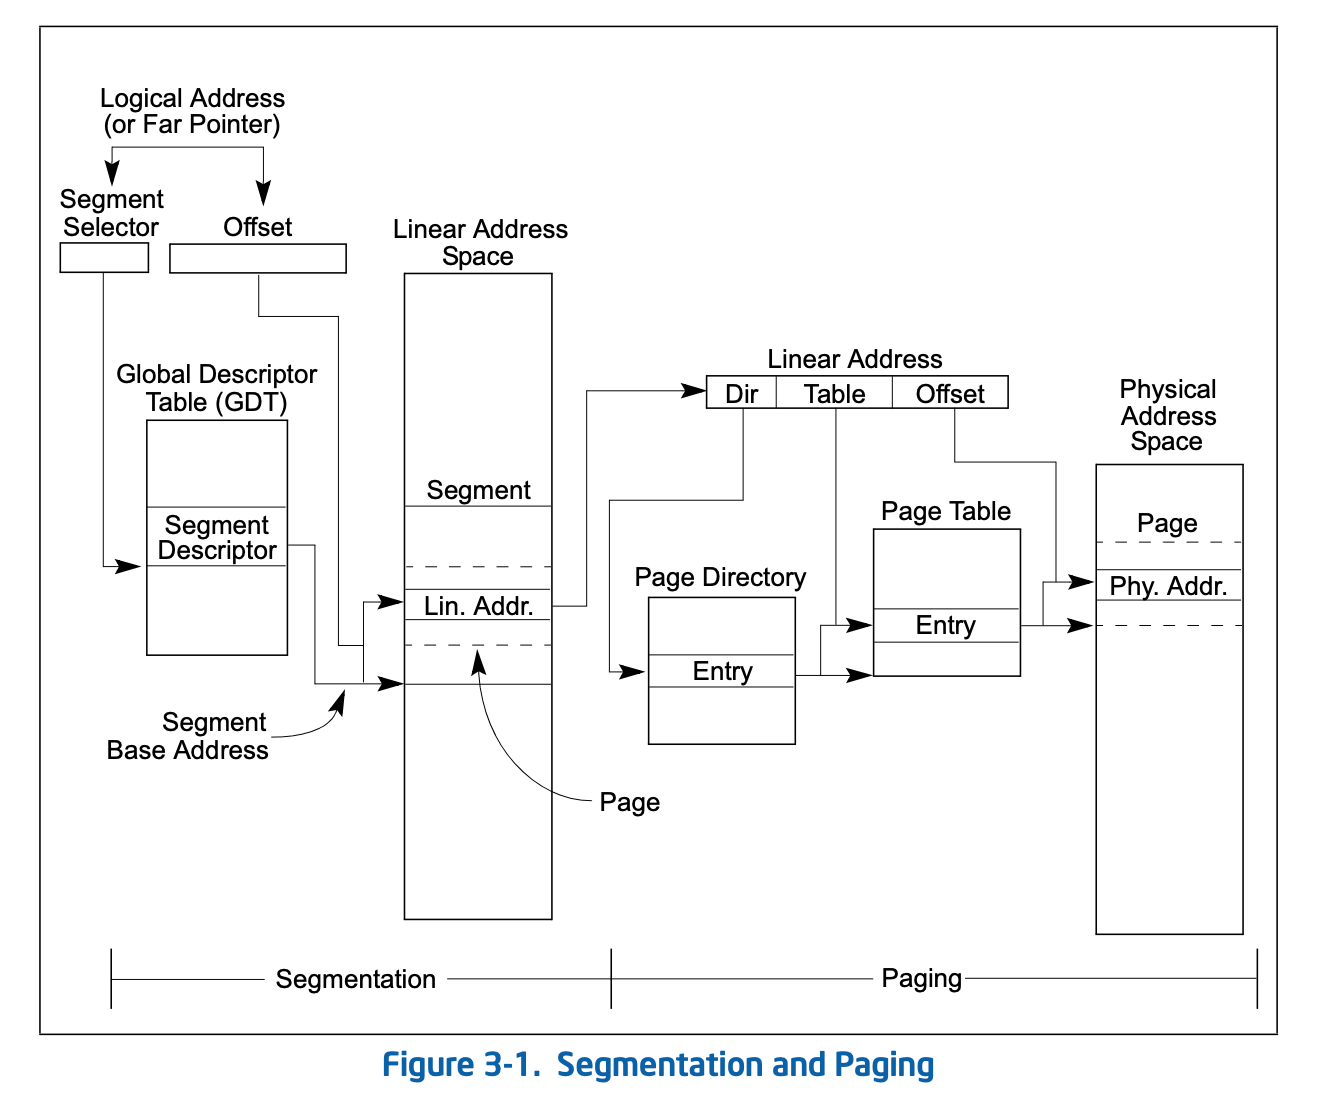 Logical Address
(or Far Pointer)
Segment
Selector
Offset
Linear Address
Space
Global Descriptor
Table (GDT)
Segment
Descriptor
Segment
Lin. Addr.
Segment
Base Address
Page
Linear Address
Dir
Table
Offset
Physical
Address
Space
Page Directory
Entry
Page Table
Entry
Page
Phy. Addr.
Segmentation
Paging
Figure 3-1. Segmentation and Paging